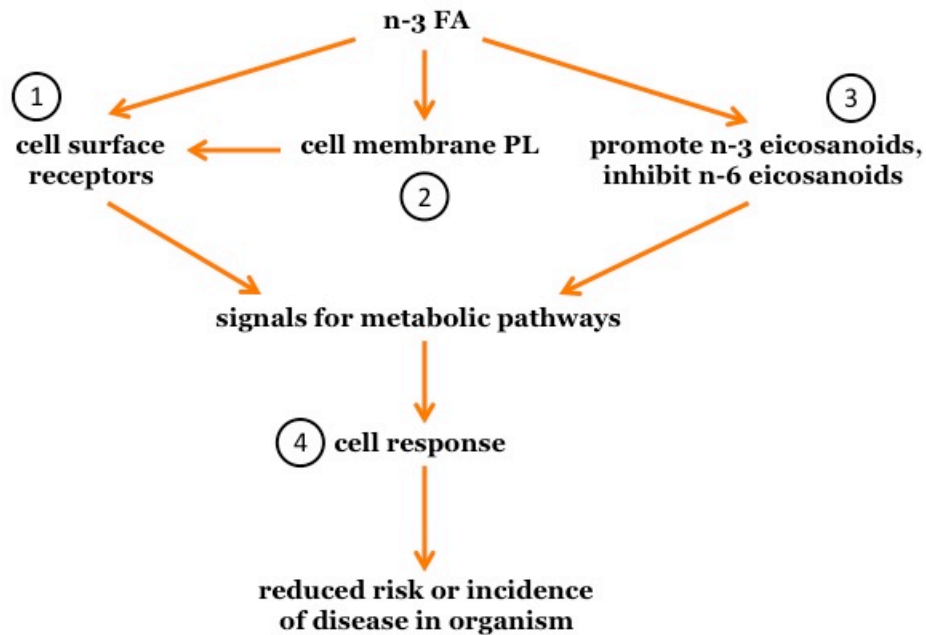 n-3 FA
1
3
cell surface
receptors
cell membrane PL
promote n-3 eicosanoids,
inhibit n-6 eicosanoids
2
signals for metabolic pathways
4 cell response
reduced risk or incidence
of disease in organism